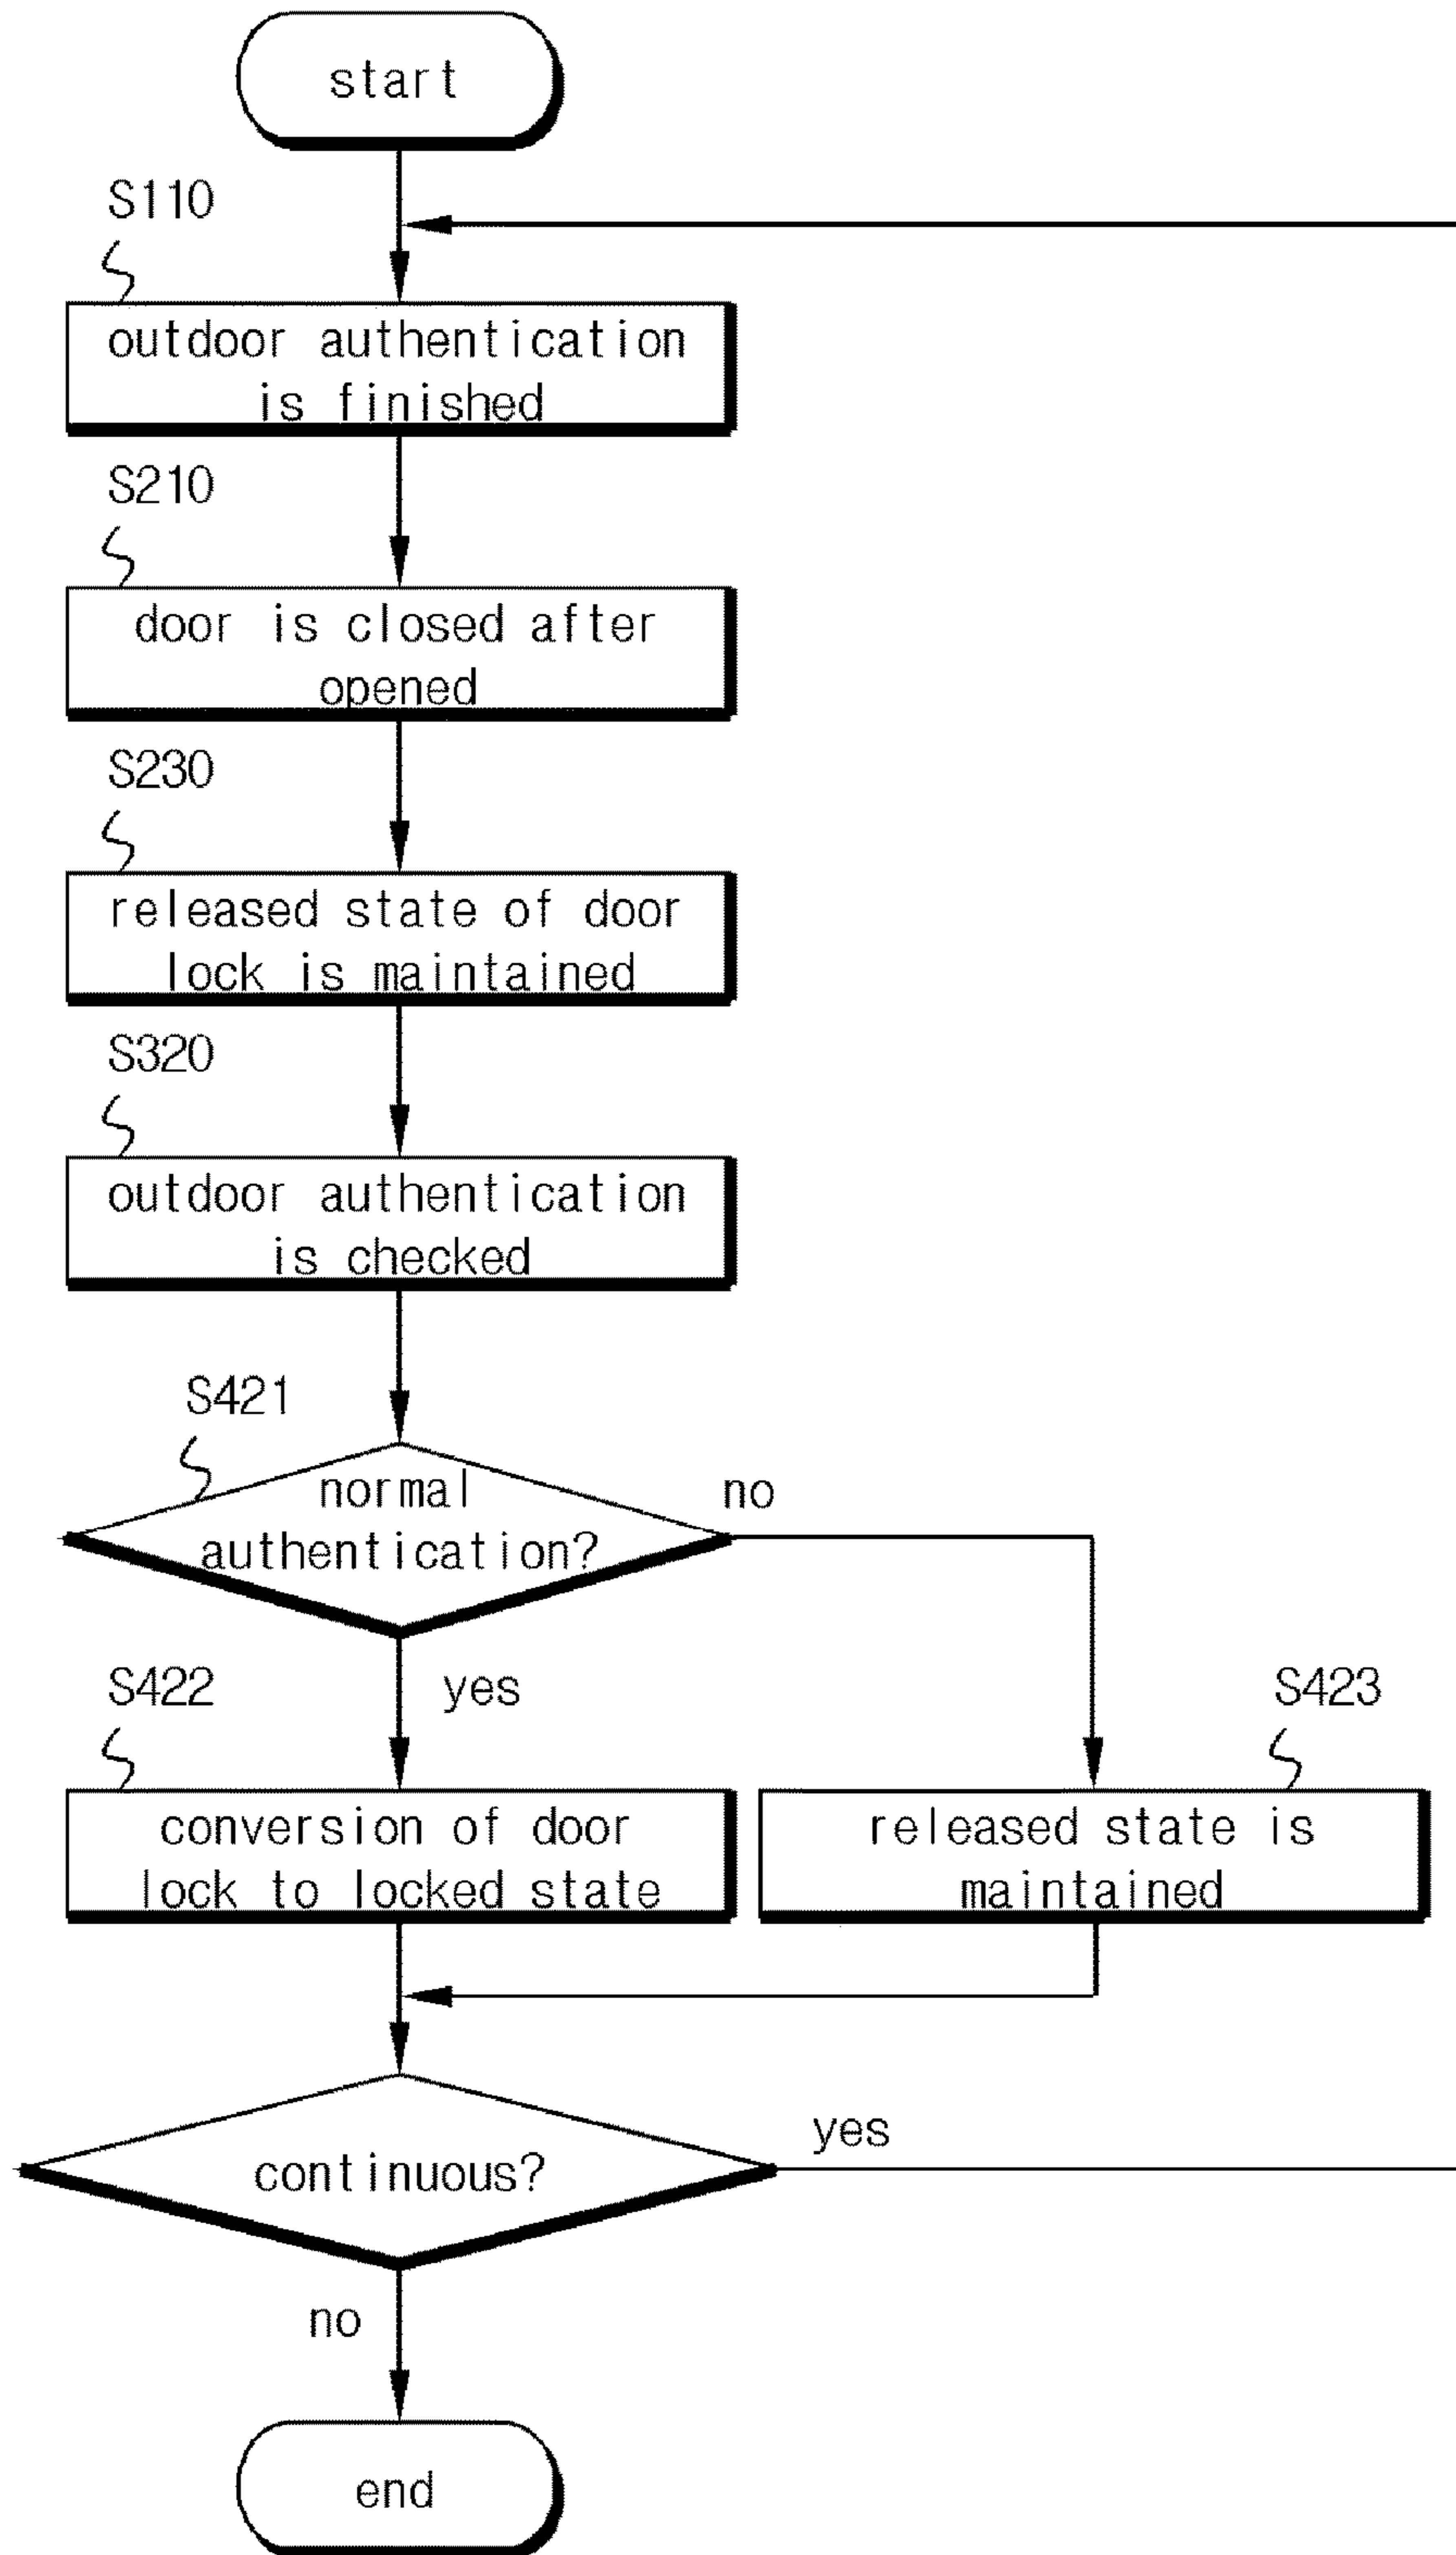 start
S110
outdoor authentication
is finished
S210
door is closed after
opened
S230
released state of door
lock is maintained
S320
outdoor authentication
is checked
S421
normal
authentication?
no
yes
S422
conversion of door
lock to locked state
S423
released state is
maintained
continuous?
yes
no
end